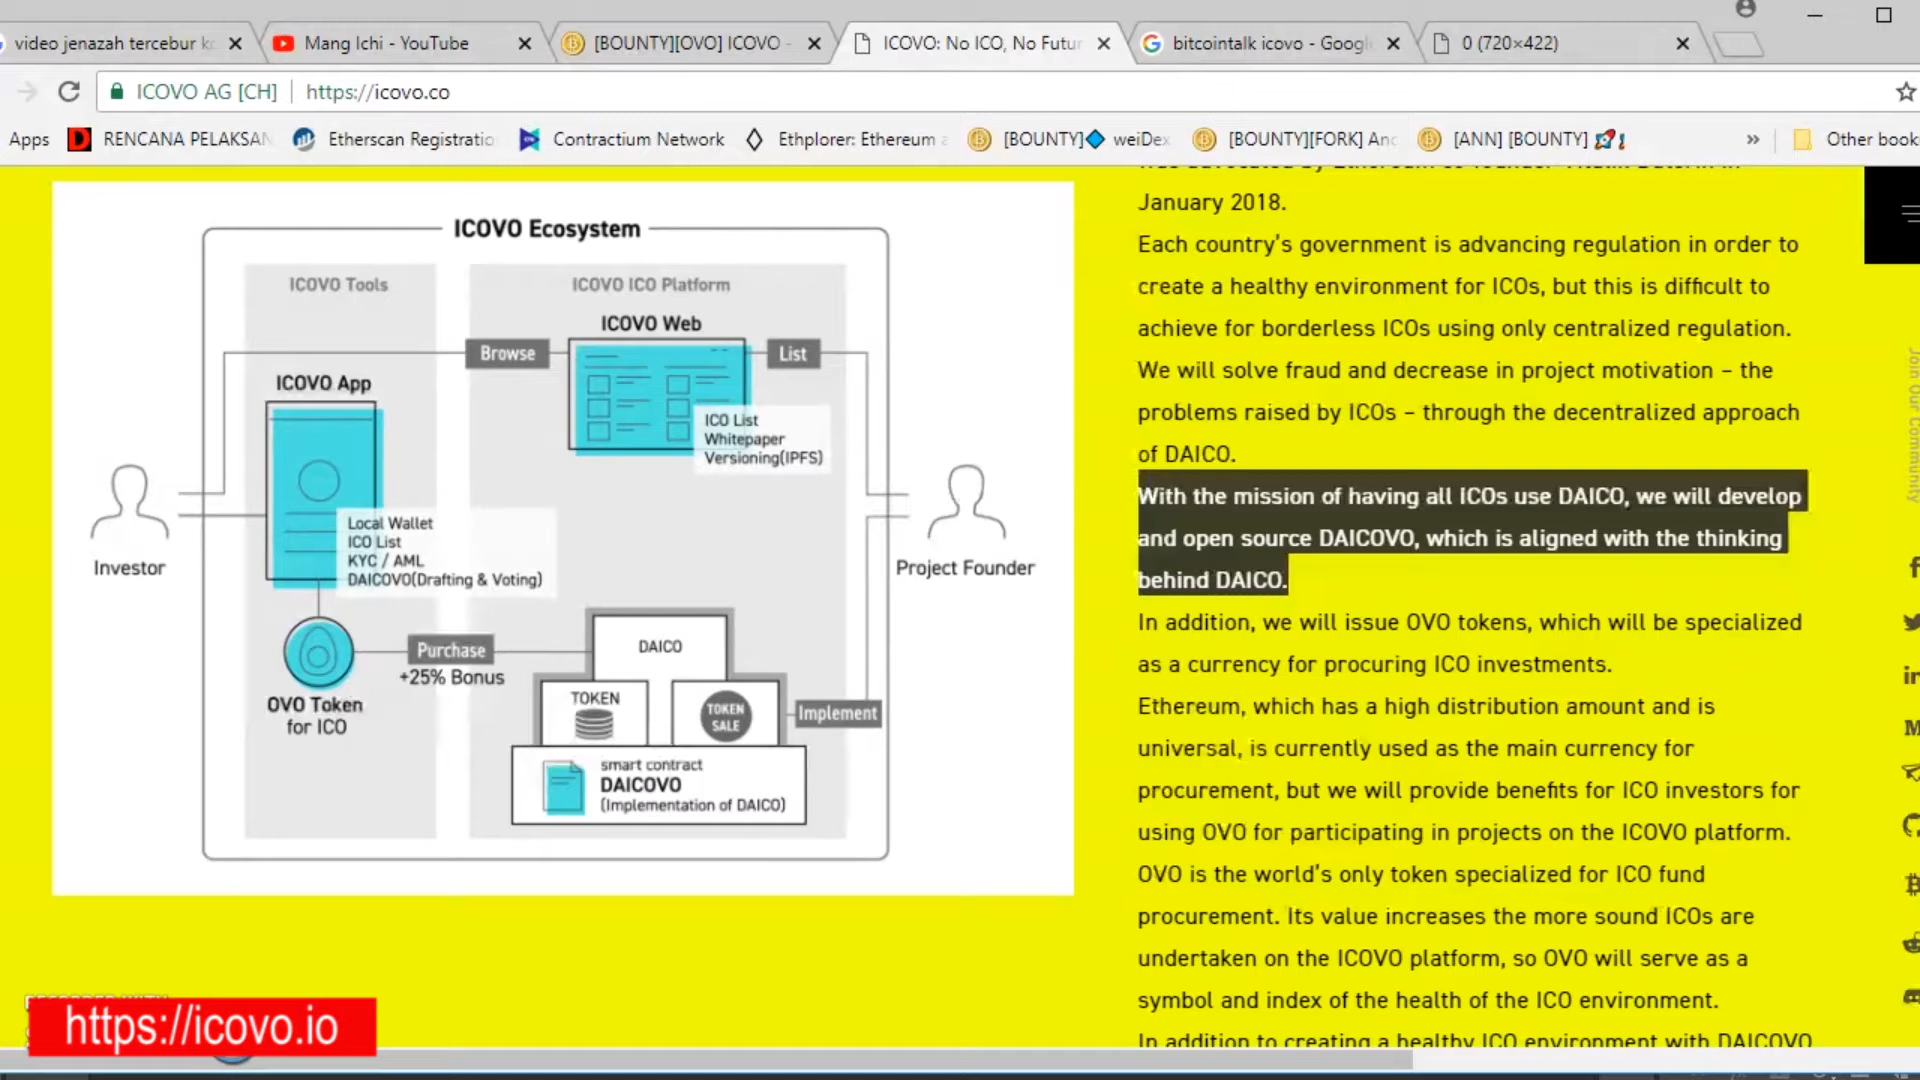 video jenazah tercebur
Mang Ichi - YouTube
[BOUNTY][OVO] ICOVO -
ICOVO: No ICO, No Futur
bitcointalk icovo - Google
0 (720×422)
ICOVO AG [CH]
https://icovo.co
Apps
RENCANA PELAKSAN
Etherscan Registratio
Contractium Network
Ethplorer: Ethereum
[BOUNTY]🔷 weiDex
[BOUNTY][FORK] Anc
[ANN] [BOUNTY] 🚀
Other book
ICOVO Ecosystem
ICOVO Tools
ICOVO ICO Platform
ICOVO Web
Browse
List
ICOVO App
ICO List
Whitepaper
Versioning(IPFS)
Local Wallet
ICO List
KYC / AML
DAICOVO(Drafting & Voting)
Investor
Project Founder
Purchase
+25% Bonus
DAICO
OVO Token
for ICO
TOKEN
TOKEN
SALE
Implement
smart contract
DAICOVO
(Implementation of DAICO)
January 2018.
Each country's government is advancing regulation in order to
create a healthy environment for ICOs, but this is difficult to
achieve for borderless ICOs using only centralized regulation.
We will solve fraud and decrease in project motivation – the
problems raised by ICOs – through the decentralized approach
of DAICO.
With the mission of having all ICOs use DAICO, we will develop
and open source DAICOVO, which is aligned with the thinking
behind DAICO.
In addition, we will issue OVO tokens, which will be specialized
as a currency for procuring ICO investments.
Ethereum, which has a high distribution amount and is
universal, is currently used as the main currency for
procurement, but we will provide benefits for ICO investors for
using OVO for participating in projects on the ICOVO platform.
OVO is the world's only token specialized for ICO fund
procurement. Its value increases the more sound ICOs are
undertaken on the ICOVO platform, so OVO will serve as a
symbol and index of the health of the ICO environment.
In addition to creating a healthy ICO environment with DAICOVO
Join Our Community
https://icovo.io